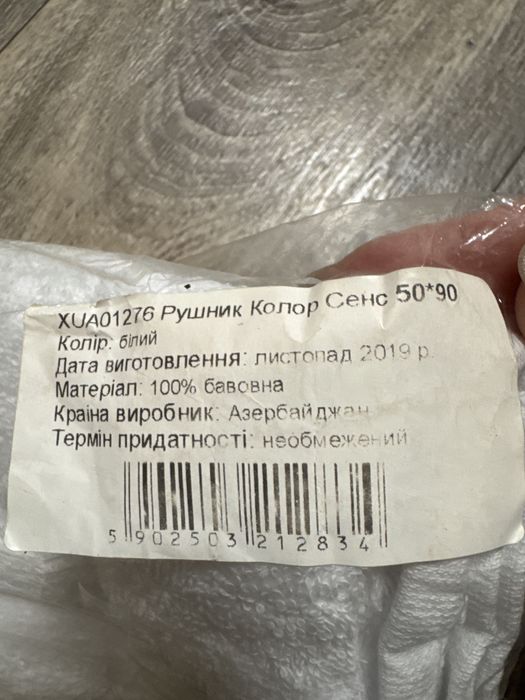 XUA01276 Рушник Колор Сенс 50*90
Колір: білий
Дата виготовлення: листопад 2019 р.
Матеріал: 100% бавовна
Країна виробник: Азербайджан
Термін придатності: необмежений
5 902503 212834